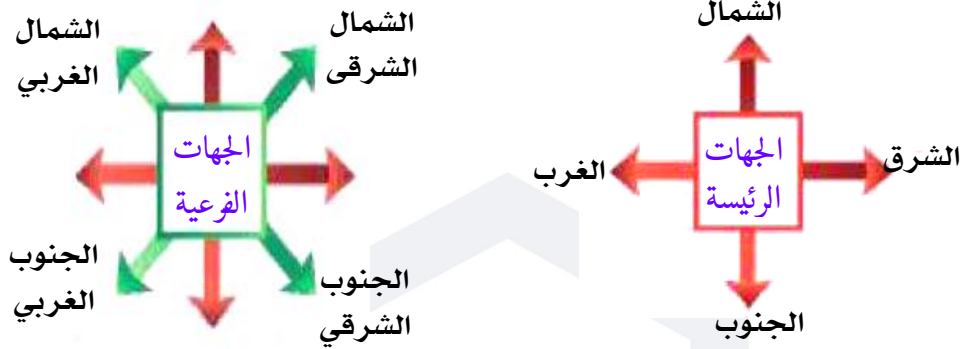 الشمال
الشرق
الجهات
الرئيسة
الغرب
الجنوب
الشمال
الشرقى
الشمال
الغربي
الجهات
الفرعية
الجنوب
الشرقي
الجنوب
الغربي